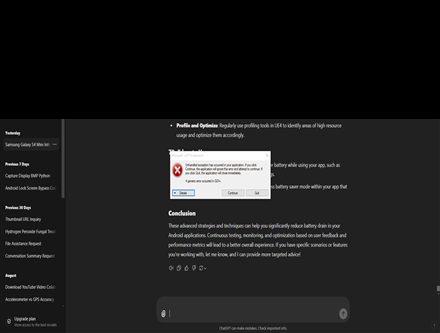 Yesterday
Samsung Galaxy S4 Mini Intr
Previous 7 Days
Capture Display BMP Python
Android Lock Screen Bypass Con
Previous 30 Days
Thumbnail URL Inquiry
Hydrogen Peroxide Fungal Treat
File Assistance Request
Conversation Summary Request
August
Download YouTube Video Colab
Accelerometer vs GPS Accuracy
Upgrade plan
• Profile and Optimize: Regularly use profiling tools in UE4 to identify areas of high resource
usage and optimize them accordingly.
Unhandled exception has occurred in your application. If you click
Continue, the application will ignore this error and attempt to continue. If
you click Quit, the application will close immediately.
A generic error occurred in GDI+.
Details
Continue
Quit
battery while using your app, such as
battery saver mode within your app that
Conclusion
These advanced strategies and techniques can help you significantly reduce battery drain in your
Android applications. Continuous testing, monitoring, and optimization based on user feedback and
performance metrics will lead to a better overall experience. If you have specific scenarios or features
you're working with, let me know, and I can provide more targeted advice!
ChatGPT can make mistakes. Check important info.